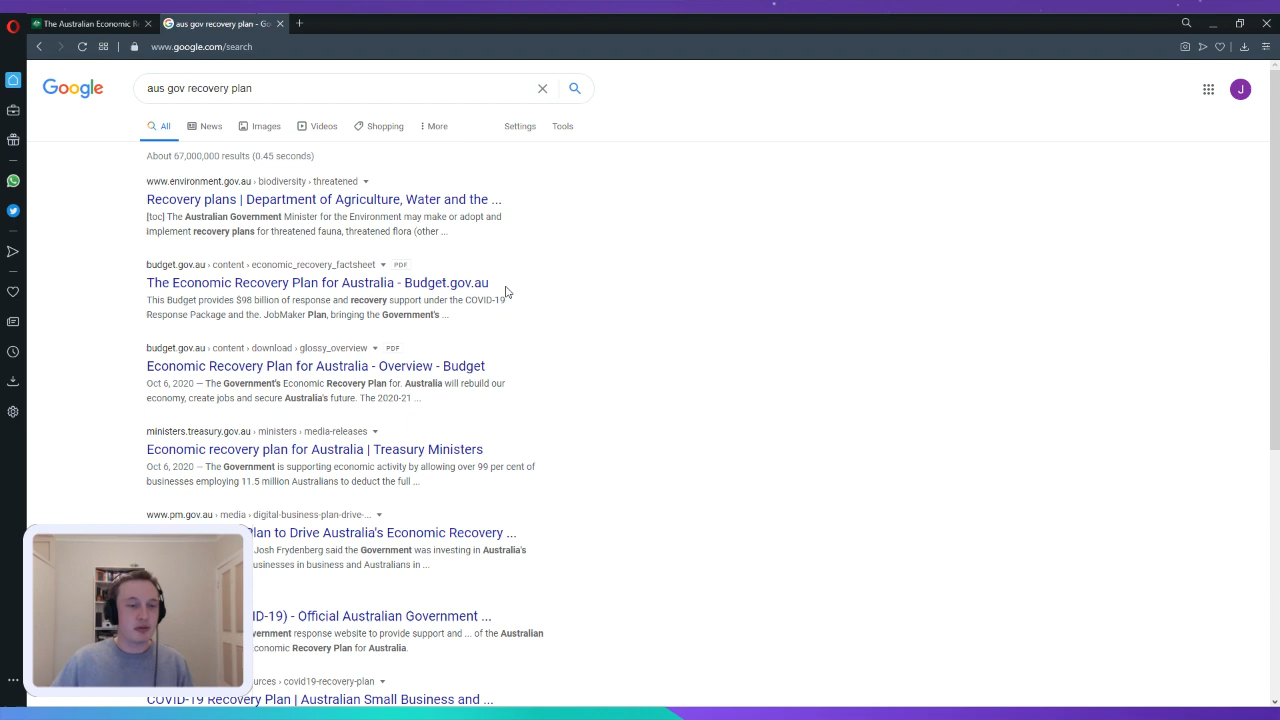 The Australian Economic R
aus gov recovery plan - Go
www.google.com/search
Google
aus gov recovery plan
J
All
News
Images
Videos
Shopping
More
Settings
Tools
About 67,000,000 results (0.45 seconds)
www.environment.gov.au › biodiversity › threatened
Recovery plans | Department of Agriculture, Water and the ...
[toc] The Australian Government Minister for the Environment may make or adopt and
implement recovery plans for threatened fauna, threatened flora (other ...
budget.gov.au › content › economic_recovery_factsheet PDF
The Economic Recovery Plan for Australia - Budget.gov.au
This Budget provides $98 billion of response and recovery support under the COVID-19
Response Package and the. JobMaker Plan, bringing the Government's ...
budget.gov.au › content › download › glossy_overview PDF
Economic Recovery Plan for Australia - Overview - Budget
Oct 6, 2020 — The Government's Economic Recovery Plan for. Australia will rebuild our
economy, create jobs and secure Australia's future. The 2020-21 ...
ministers.treasury.gov.au › ministers › media-releases
Economic recovery plan for Australia | Treasury Ministers
Oct 6, 2020 — The Government is supporting economic activity by allowing over 99 per cent of
businesses employing 11.5 million Australians to deduct the full ...
www.pm.gov.au › media › digital-business-plan-drive-...
Plan to Drive Australia's Economic Recovery ...
Josh Frydenberg said the Government was investing in Australia's
businesses in business and Australians in ...
ID-19) - Official Australian Government ...
vernment response website to provide support and ... of the Australian
conomic Recovery Plan for Australia.
urces › covid19-recovery-plan
COVID-19 Recovery Plan | Australian Small Business and ...